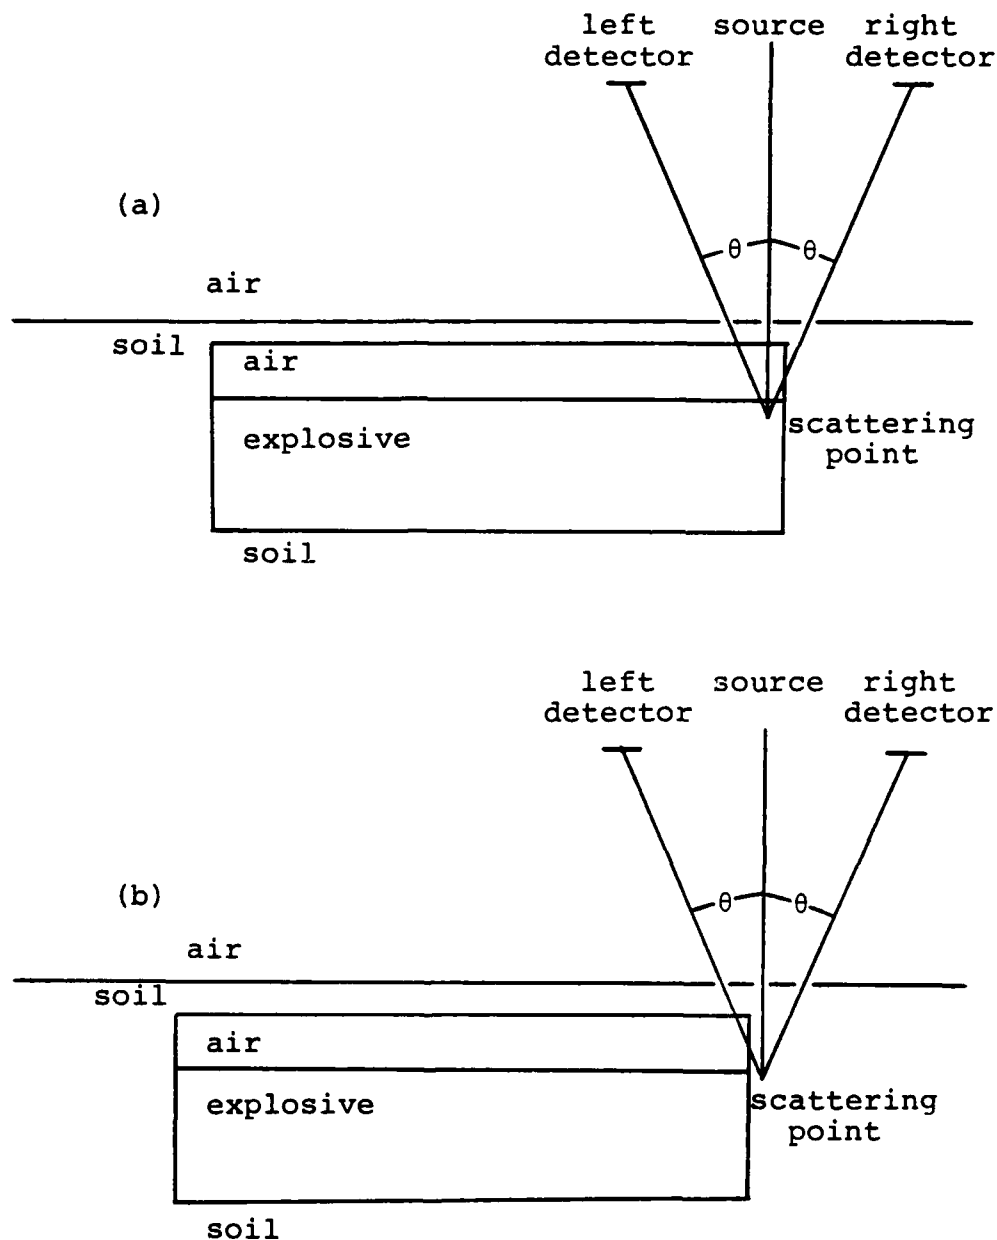 left source right
detector detector
(a)
θ θ
air
soil
air
scattering
explosive
point
soil
left source right
detector detector
(b)
θ θ
air
soil
air
scattering
explosive
point
soil